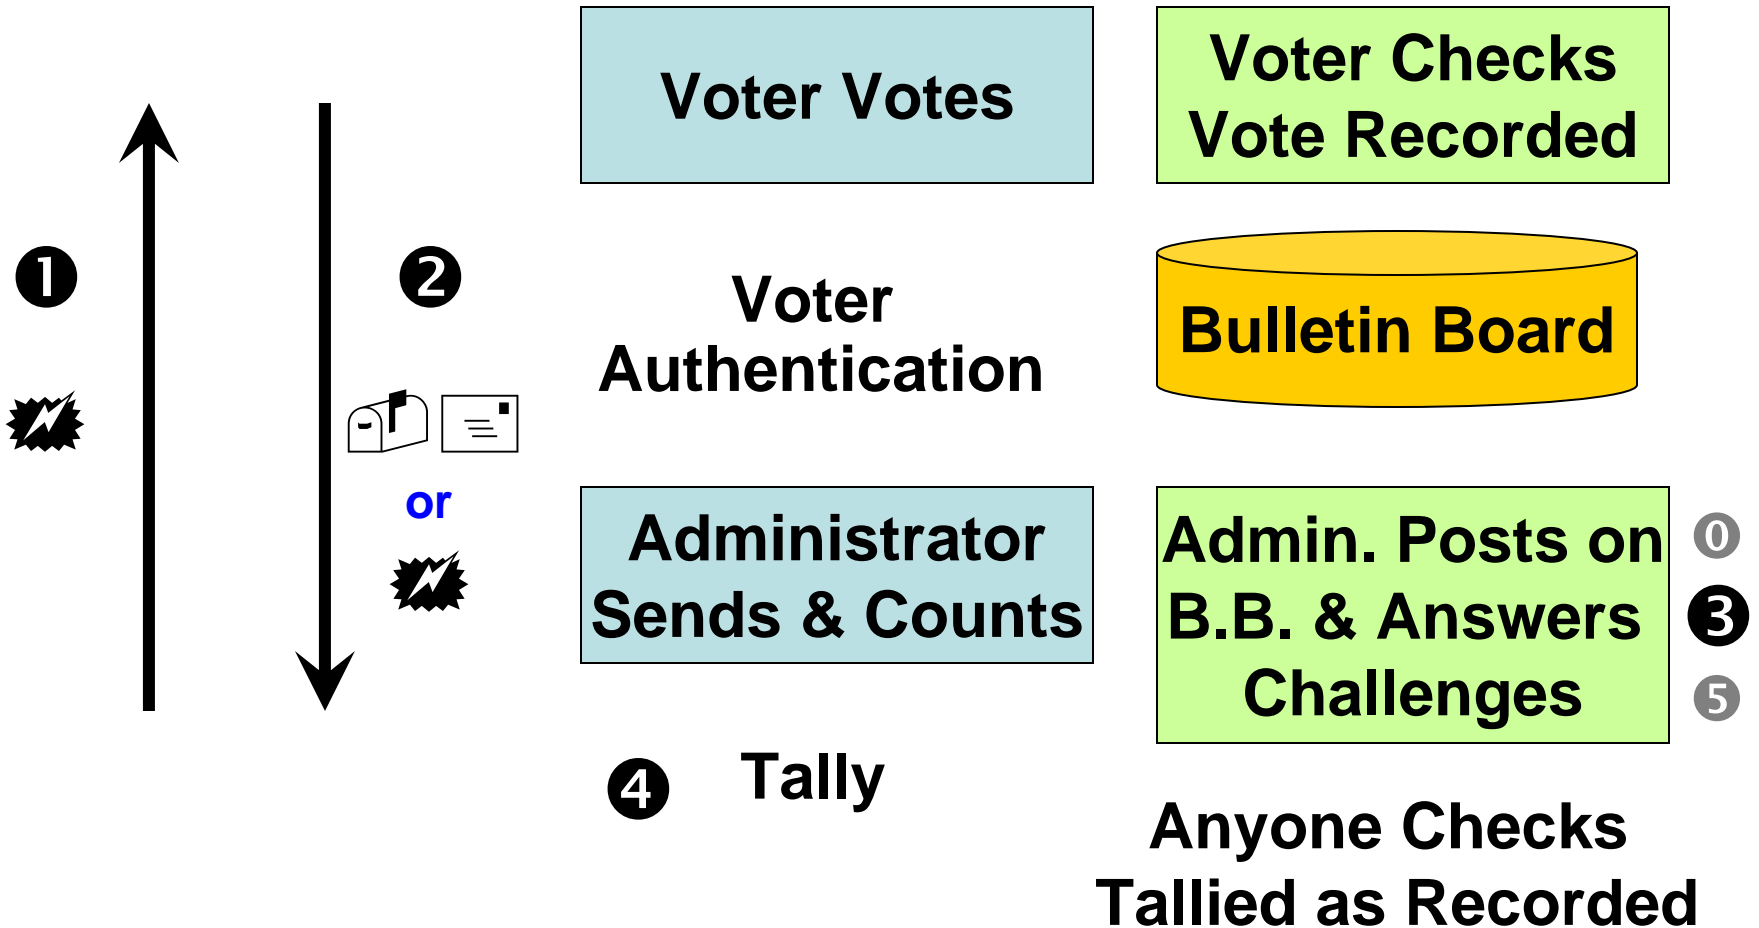 Voter Votes
Voter Checks
Vote Recorded
❶
❷
Voter
Authentication
Bulletin Board
or
Administrator
Sends & Counts
Admin. Posts on
B.B. & Answers
Challenges
⓿
❸
❺
❹ Tally
Anyone Checks
Tallied as Recorded